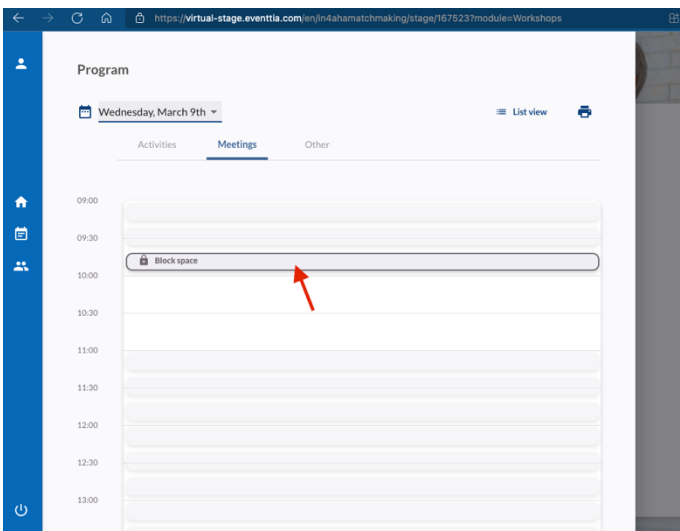 https://virtual-stage.eventtia.com/en/in4ahamatchmaking/stage/167523?module=Workshops
Program
Wednesday, March 9th
List view
Activities Meetings Other
09:00
09:30
Block space
10:00
10:30
11:00
11:30
12:00
12:30
13:00